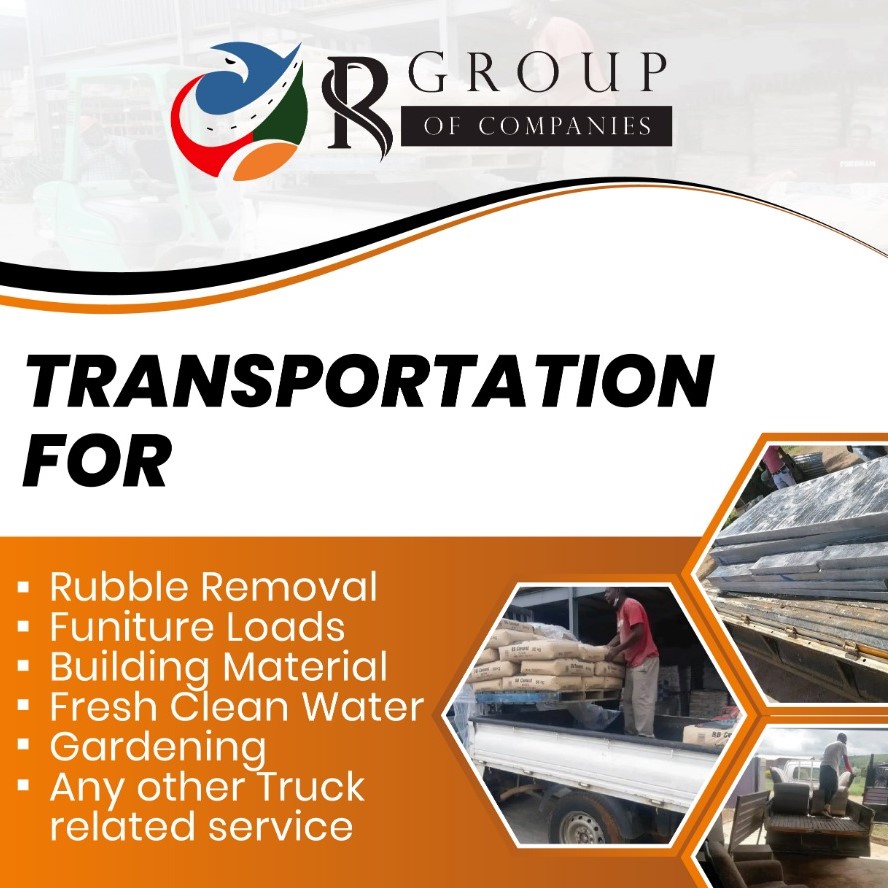 R GROUP
OF COMPANIES
TRANSPORTATION
FOR
▪ Rubble Removal
▪ Funiture Loads
▪ Building Material
▪ Fresh Clean Water
▪ Gardening
▪ Any other Truck
related service